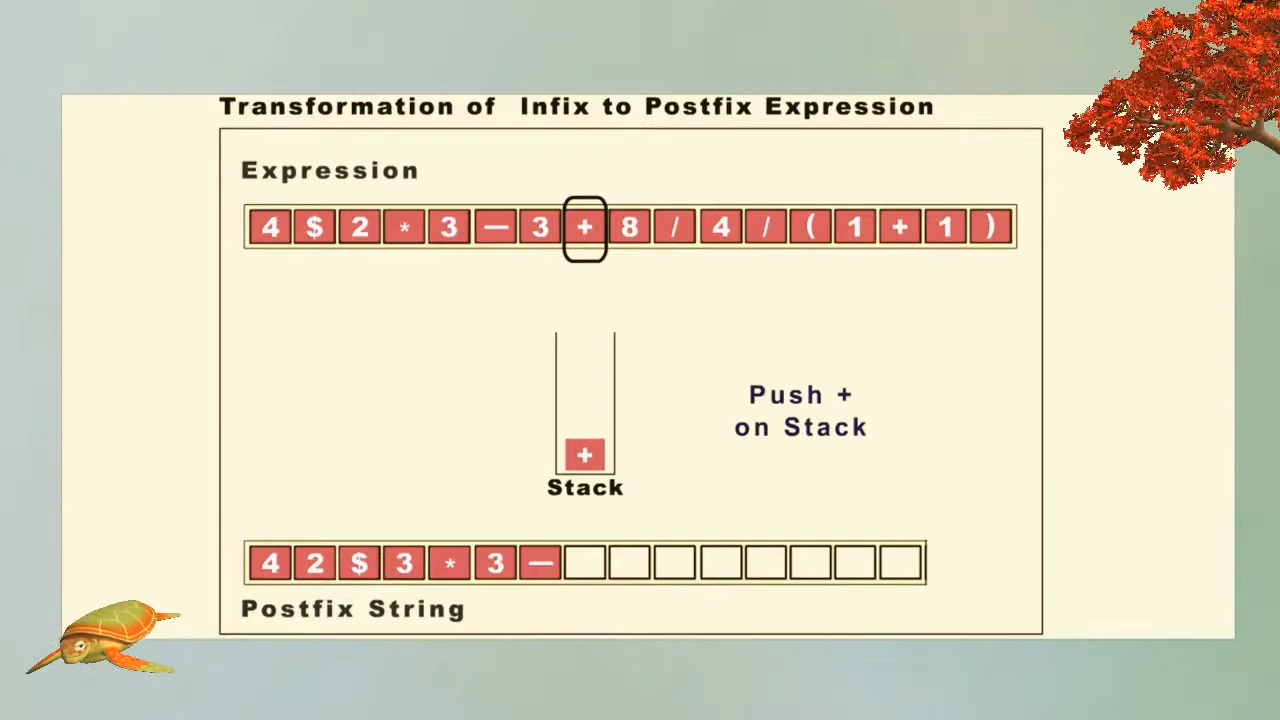 Transformation of Infix to Postfix Expression
Expression
4 $ 2 * 3 — 3 + 8 / 4 / ( 1 + 1 )
Push +
on Stack
+
Stack
4 2 $ 3 * 3 —
Postfix String